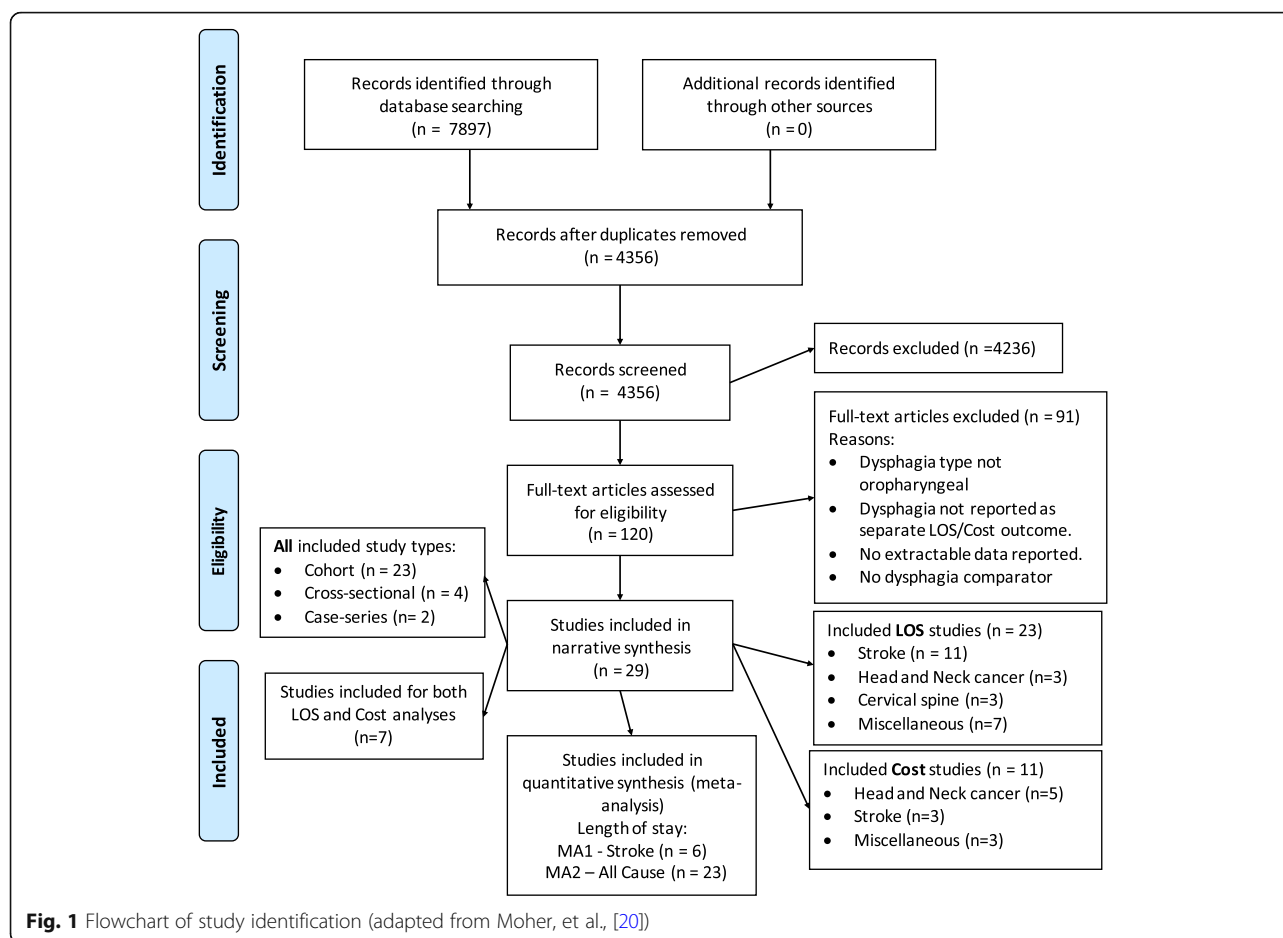 Identification
Records identified through
database searching
(n = 7897)
Additional records identified
through other sources
(n = 0)
Records after duplicates removed
(n = 4356)
Screening
Records screened
(n = 4356)
Records excluded (n =4236)
Eligibility
Full-text articles assessed
for eligibility
(n = 120)
Full-text articles excluded (n = 91)
Reasons:
• Dysphagia type not
oropharyngeal
• Dysphagia not reported as
separate LOS/Cost outcome.
• No extractable data reported.
• No dysphagia comparator
All included study types:
• Cohort (n = 23)
• Cross-sectional (n = 4)
• Case-series (n= 2)
Studies included in
narrative synthesis
(n = 29)
Included LOS studies (n = 23)
• Stroke (n = 11)
• Head and Neck cancer (n=3)
• Cervical spine (n=3)
• Miscellaneous (n=7)
Included
Studies included for both
LOS and Cost analyses
(n=7)
Studies included in
quantitative synthesis (meta-
analysis)
Length of stay:
MA1 - Stroke (n = 6)
MA2 – All Cause (n = 23)
Included Cost studies (n = 11)
• Head and Neck cancer (n=5)
• Stroke (n=3)
• Miscellaneous (n=3)
Fig. 1 Flowchart of study identification (adapted from Moher, et al., [20])